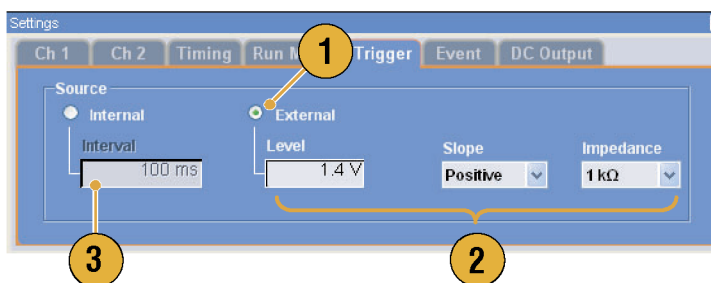 Settings
Ch 1 Ch 2 Timing Run Trigger Event DC Output
1
Source
Internal External
Interval Level Slope Impedance
100 ms 1.4 V Positive 1 kΩ
3 2